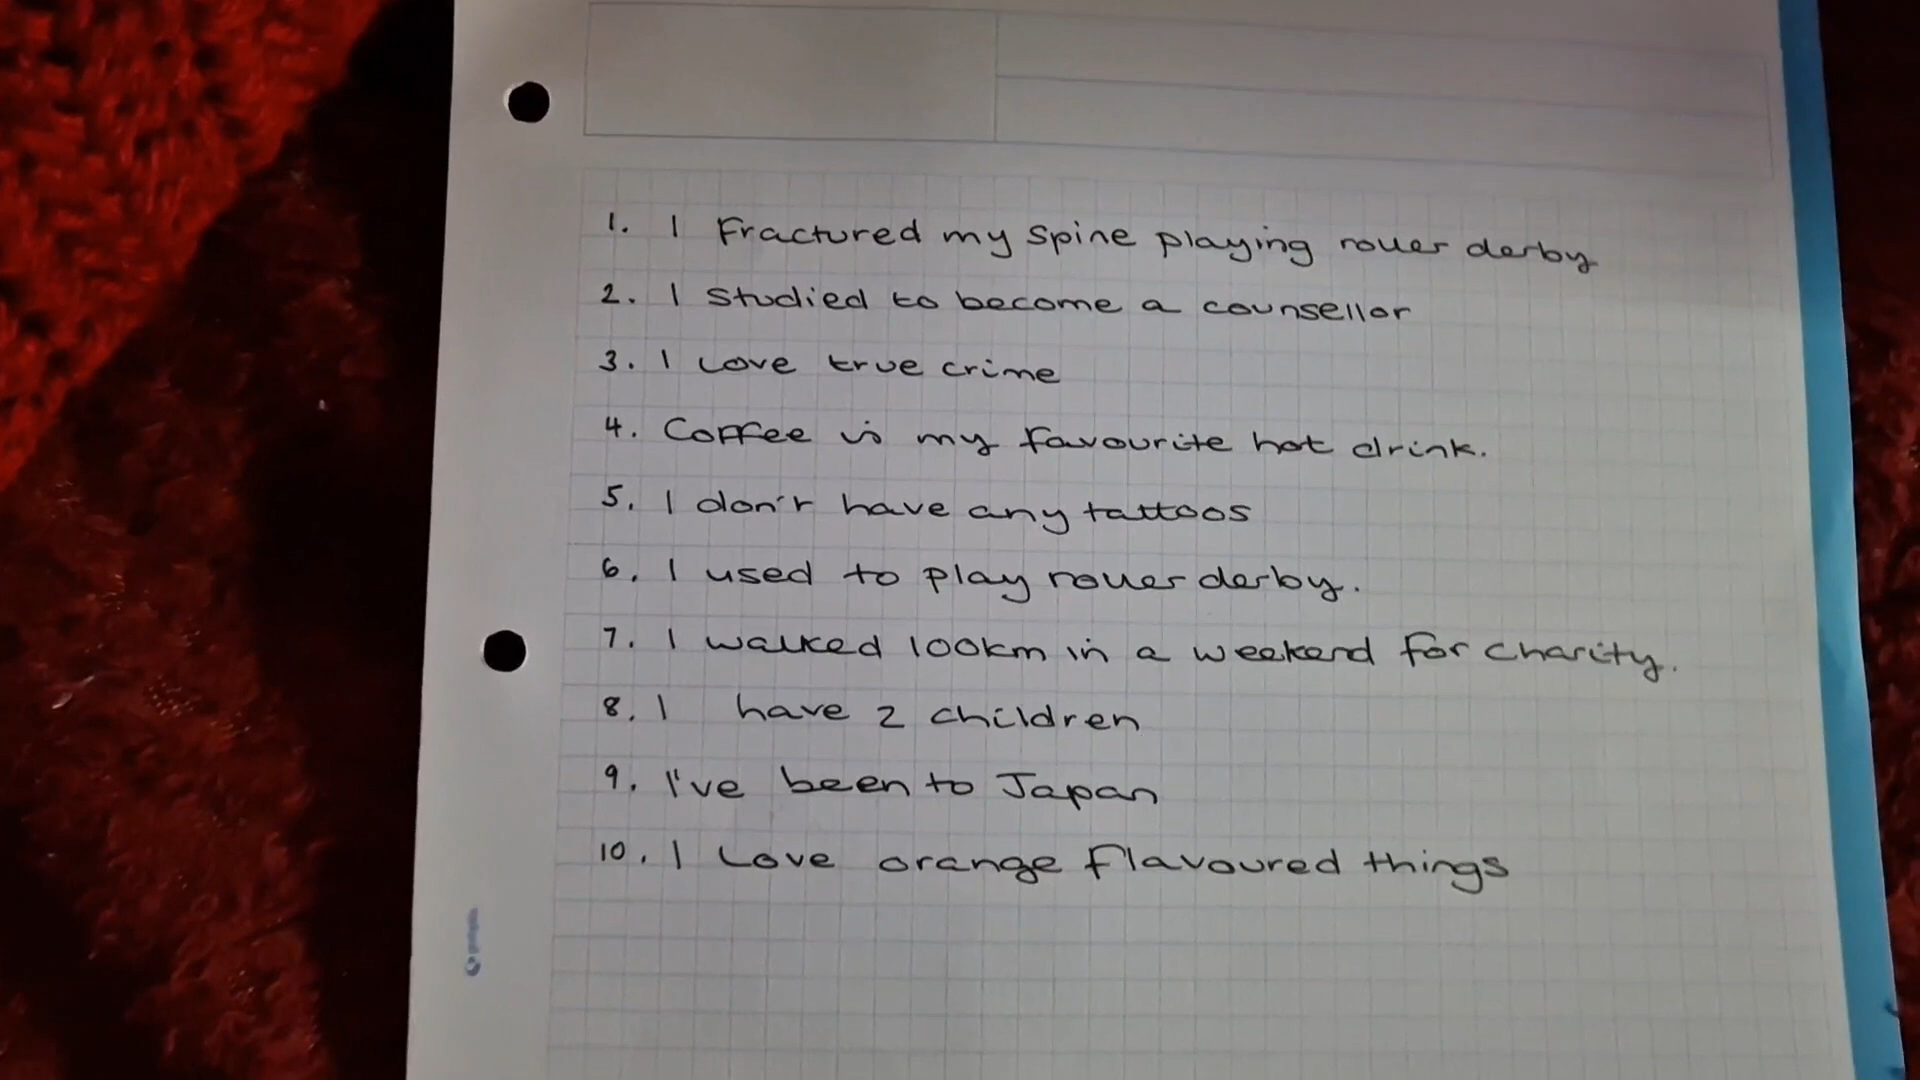 1. I Fractured my spine playing roller derby
2. I studied to become a counsellor
3. I love true crime
4. Coffee is my favourite hot drink.
5. I don't have any tattoos
6. I used to play roller derby.
7. I walked 100km in a weekend for charity.
8. I have 2 children
9. I've been to Japan
10. I Love orange flavoured things